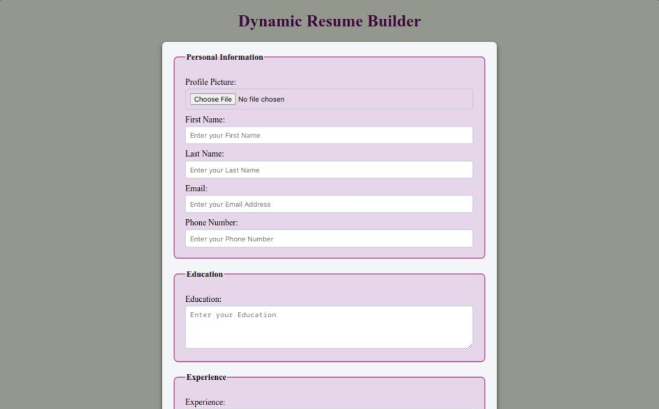 Dynamic Resume Builder
Personal Information
Profile Picture:
Choose File No file chosen
First Name:
Enter your First Name
Last Name:
Enter your Last Name
Email:
Enter your Email Address
Phone Number:
Enter your Phone Number
Education
Education:
Enter your Education
Experience
Experience: